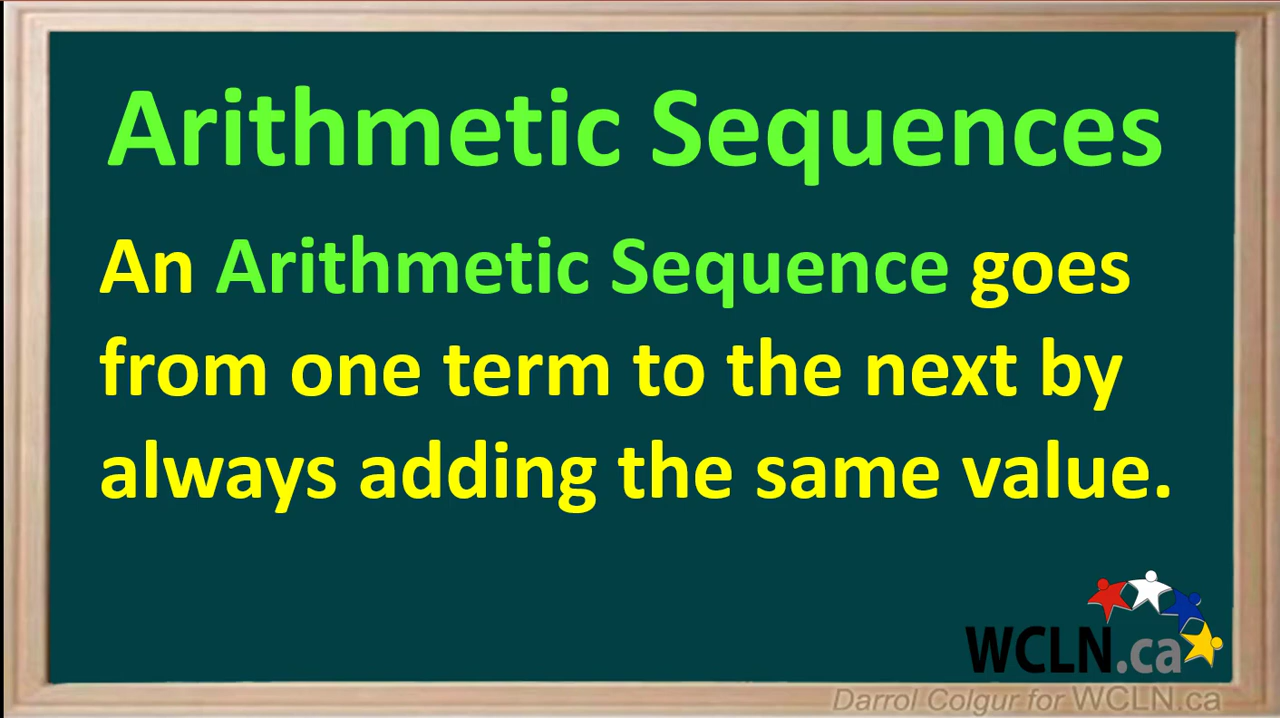 Arithmetic Sequences
An Arithmetic Sequence goes
from one term to the next by
always adding the same value.
WCLN.ca
Darrol Colgur for WCLN.ca